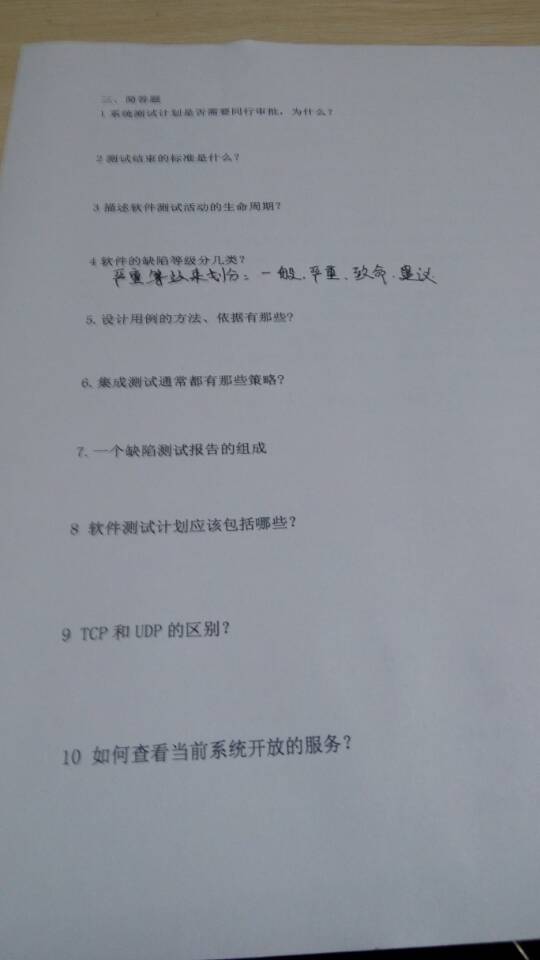 三、简答题
1 系统测试计划是否需要同行审批，为什么？
2 测试结束的标准是什么？
3 描述软件测试活动的生命周期？
4 软件的缺陷等级分几类？
严重等级来划分：一般、严重、致命、建议
5. 设计用例的方法、依据有那些？
6. 集成测试通常都有那些策略？
7. 一个缺陷测试报告的组成
8 软件测试计划应该包括哪些？
9 TCP 和 UDP 的区别？
10 如何查看当前系统开放的服务？